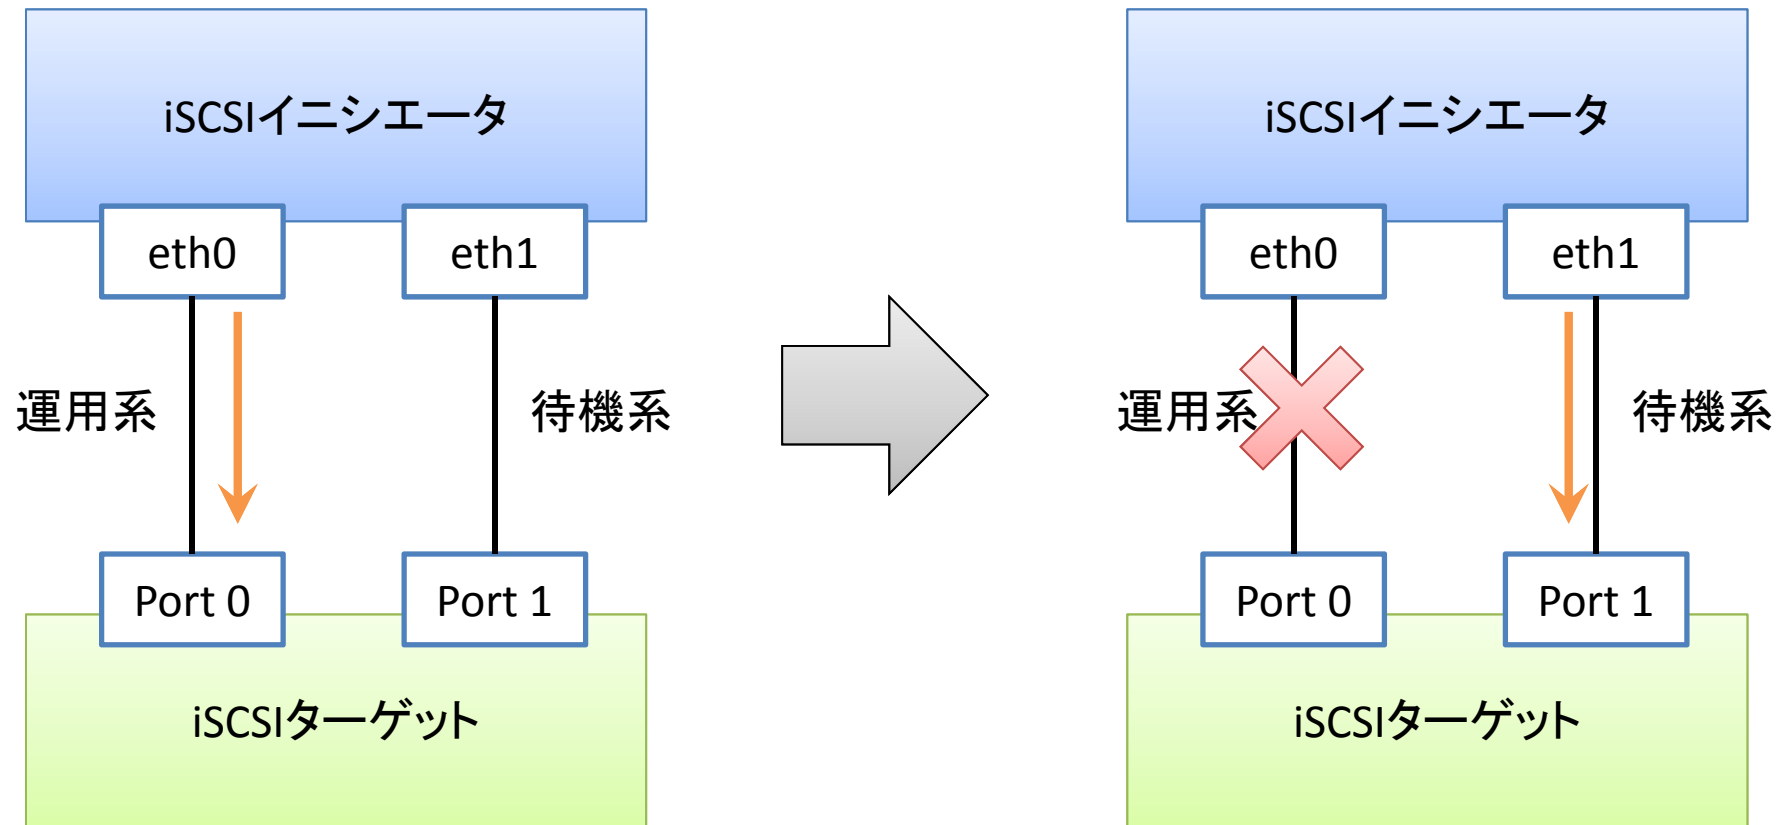 iSCSIイニシエータ
eth0
eth1
運用系
待機系
Port 0
Port 1
iSCSIターゲット
iSCSIイニシエータ
eth0
eth1
運用系
待機系
Port 0
Port 1
iSCSIターゲット